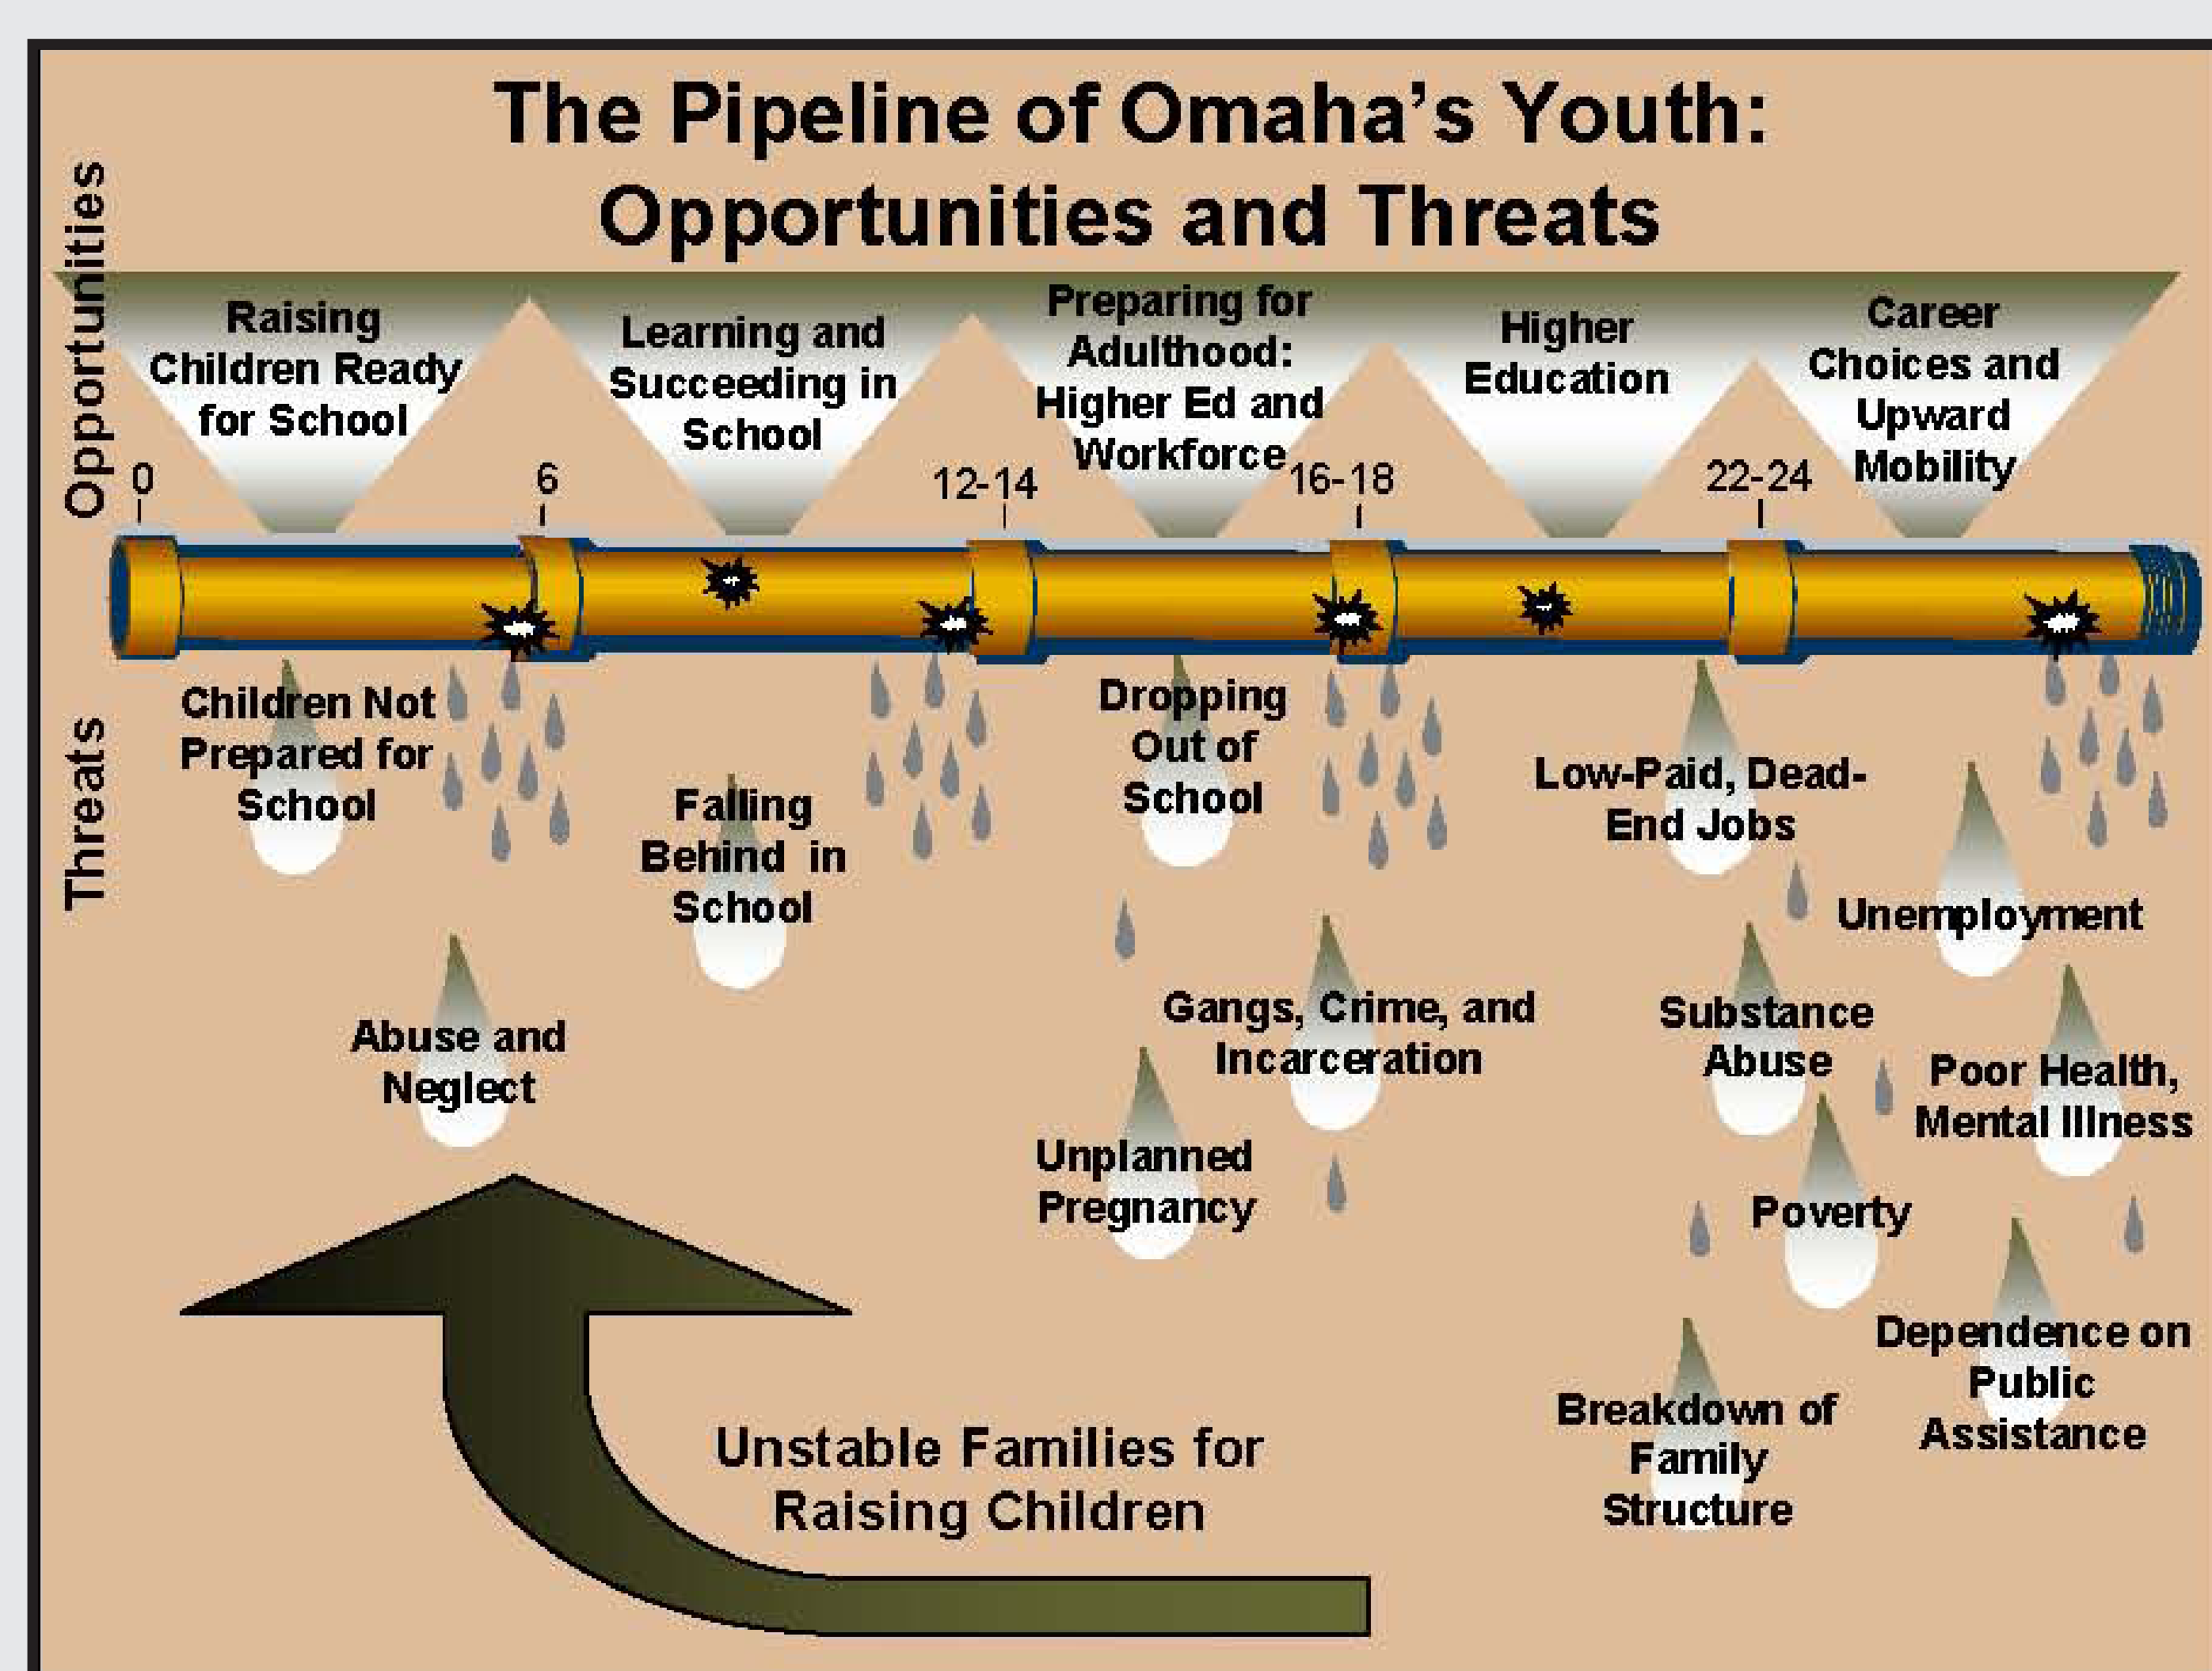 The Pipeline of Omaha's Youth:
Opportunities and Threats
Opportunities
Raising
Children Ready
for School
Learning and
Succeeding in
School
Preparing for
Adulthood:
Higher Ed and
Workforce
Higher
Education
Career
Choices and
Upward
Mobility
0
6
12-14
16-18
22-24
Threats
Children Not
Prepared for
School
Falling
Behind in
School
Dropping
Out of
School
Low-Paid, Dead-
End Jobs
Unemployment
Abuse and
Neglect
Gangs, Crime, and
Incarceration
Substance
Abuse
Poor Health,
Mental Illness
Unplanned
Pregnancy
Poverty
Dependence on
Public
Assistance
Breakdown of
Family
Structure
Unstable Families for
Raising Children